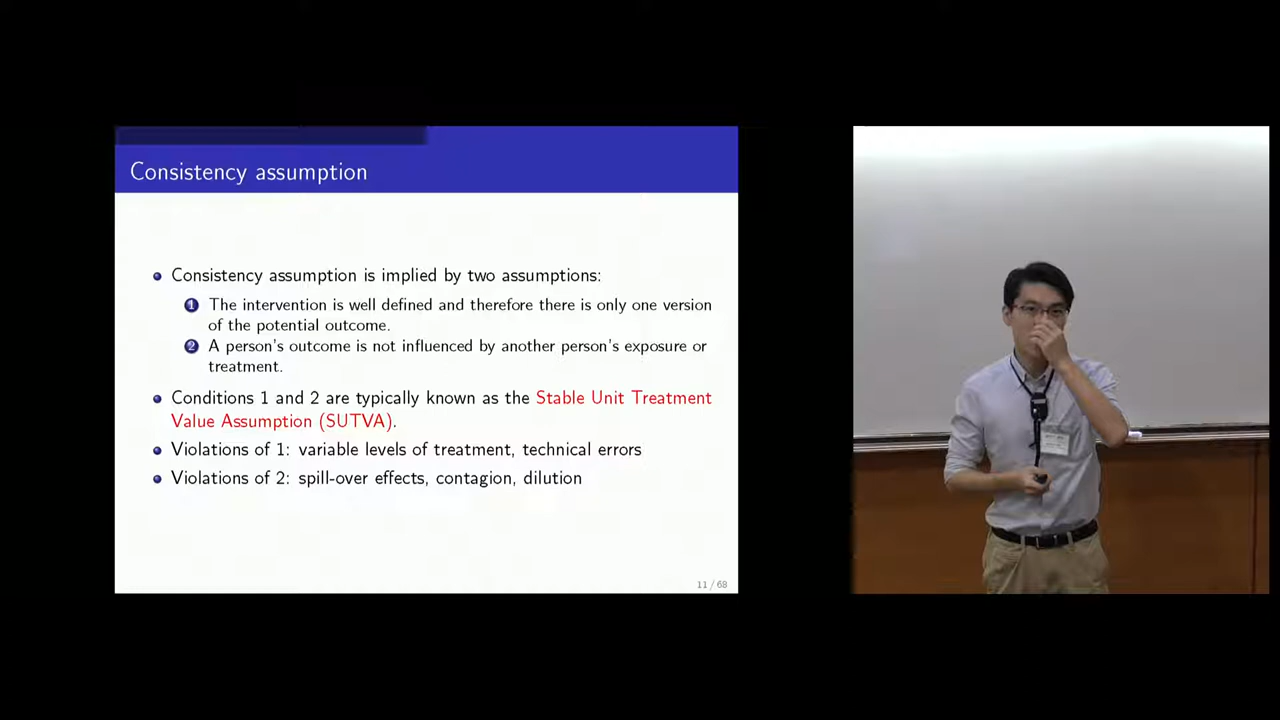 Consistency assumption
Consistency assumption is implied by two assumptions:
1 The intervention is well defined and therefore there is only one version
of the potential outcome.
2 A person's outcome is not influenced by another person's exposure or
treatment.
Conditions 1 and 2 are typically known as the Stable Unit Treatment
Value Assumption (SUTVA).
Violations of 1: variable levels of treatment, technical errors
Violations of 2: spill-over effects, contagion, dilution
11 / 68